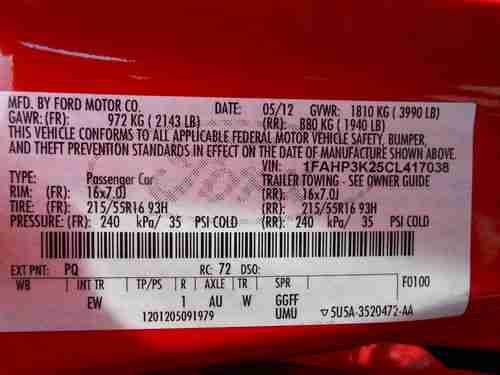 MFD. BY FORD MOTOR CO. DATE: 05/12 GVWR: 1810 KG ( 3990 LB)
GAWR: (FR): 972 KG ( 2143 LB) (RR): 880 KG ( 1940 LB)
THIS VEHICLE CONFORMS TO ALL APPLICABLE FEDERAL MOTOR VEHICLE SAFETY, BUMPER,
AND THEFT PREVENTION STANDARDS IN EFFECT ON THE DATE OF MANUFACTURE SHOWN ABOVE.
VIN: 1FAHP3K25CL417038
TYPE: Passenger Car TRAILER TOWING - SEE OWNER GUIDE
RIM: (FR): 16x7.0J (RR): 16x7.0J
TIRE: (FR): 215/55R16 93H (RR): 215/55R16 93H
PRESSURE: (FR): 240 kPa/ 35 PSI COLD (RR): 240 kPa/ 35 PSI COLD
EXT PNT: PQ RC: 72 DSO: F0100
WB INT TR TP/PS R AXLE TR SPR
EW 1 AU W GGFF
1201205091979 UMU ▽5U5A-3520472-AA